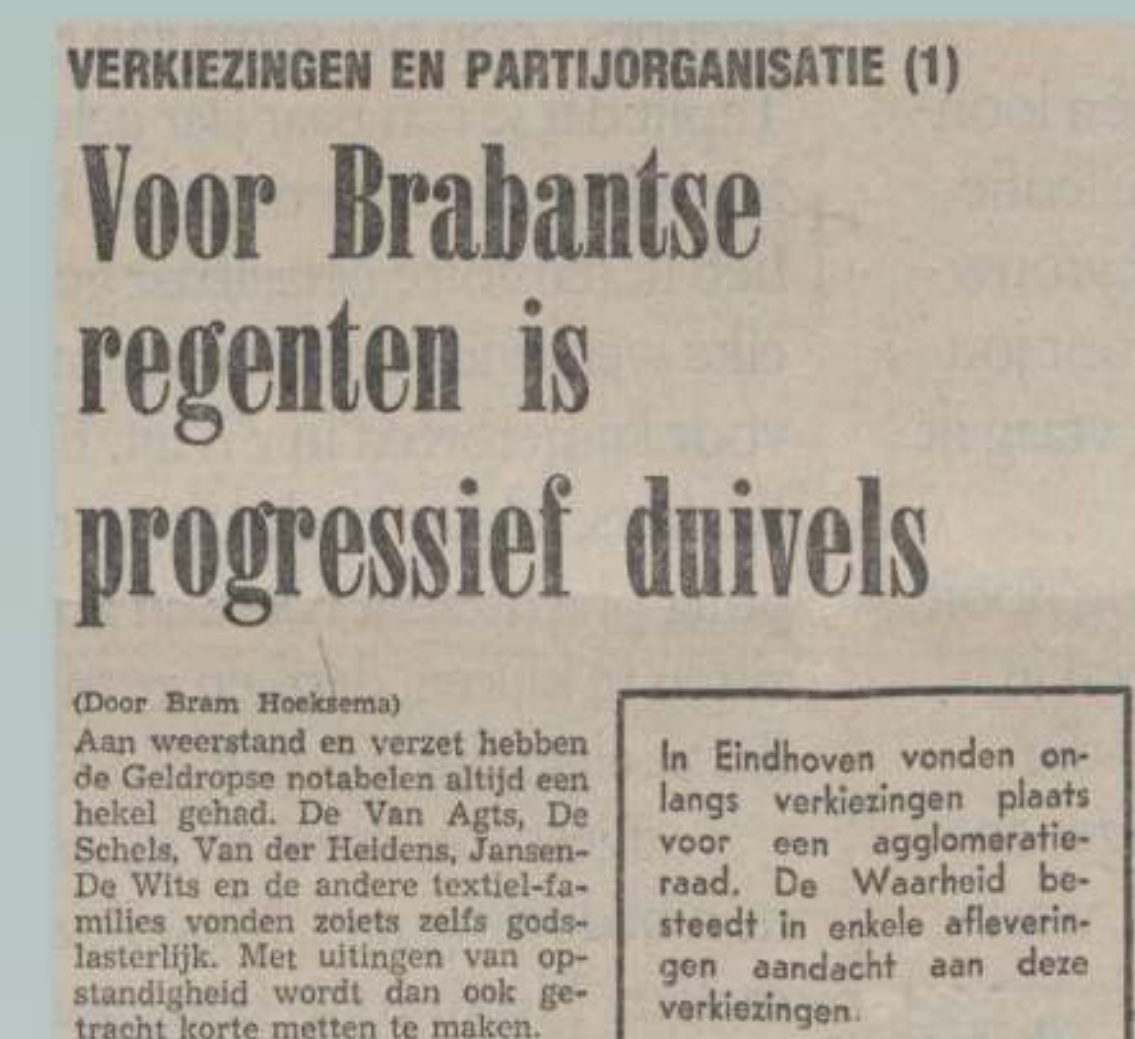 VERKIEZINGEN EN PARTIJORGANISATIE (1)
Voor Brabantse
regenten is
progressief duivels
(Door Bram Hoeksema)
Aan weerstand en verzet hebben
de Geldropse notabelen altijd een
hekel gehad. De Van Agts, De
Schels, Van der Heidens, Jansen-
De Wits en de andere textiel-fa-
milies vonden zoiets zelfs gods-
lasterlijk. Met uitingen van op-
standigheid wordt dan ook ge-
tracht korte metten te maken.
In Eindhoven vonden on-
langs verkiezingen plaats
voor een agglomeratie-
raad. De Waarheid be-
steedt in enkele afleverin-
gen aandacht aan deze
verkiezingen.